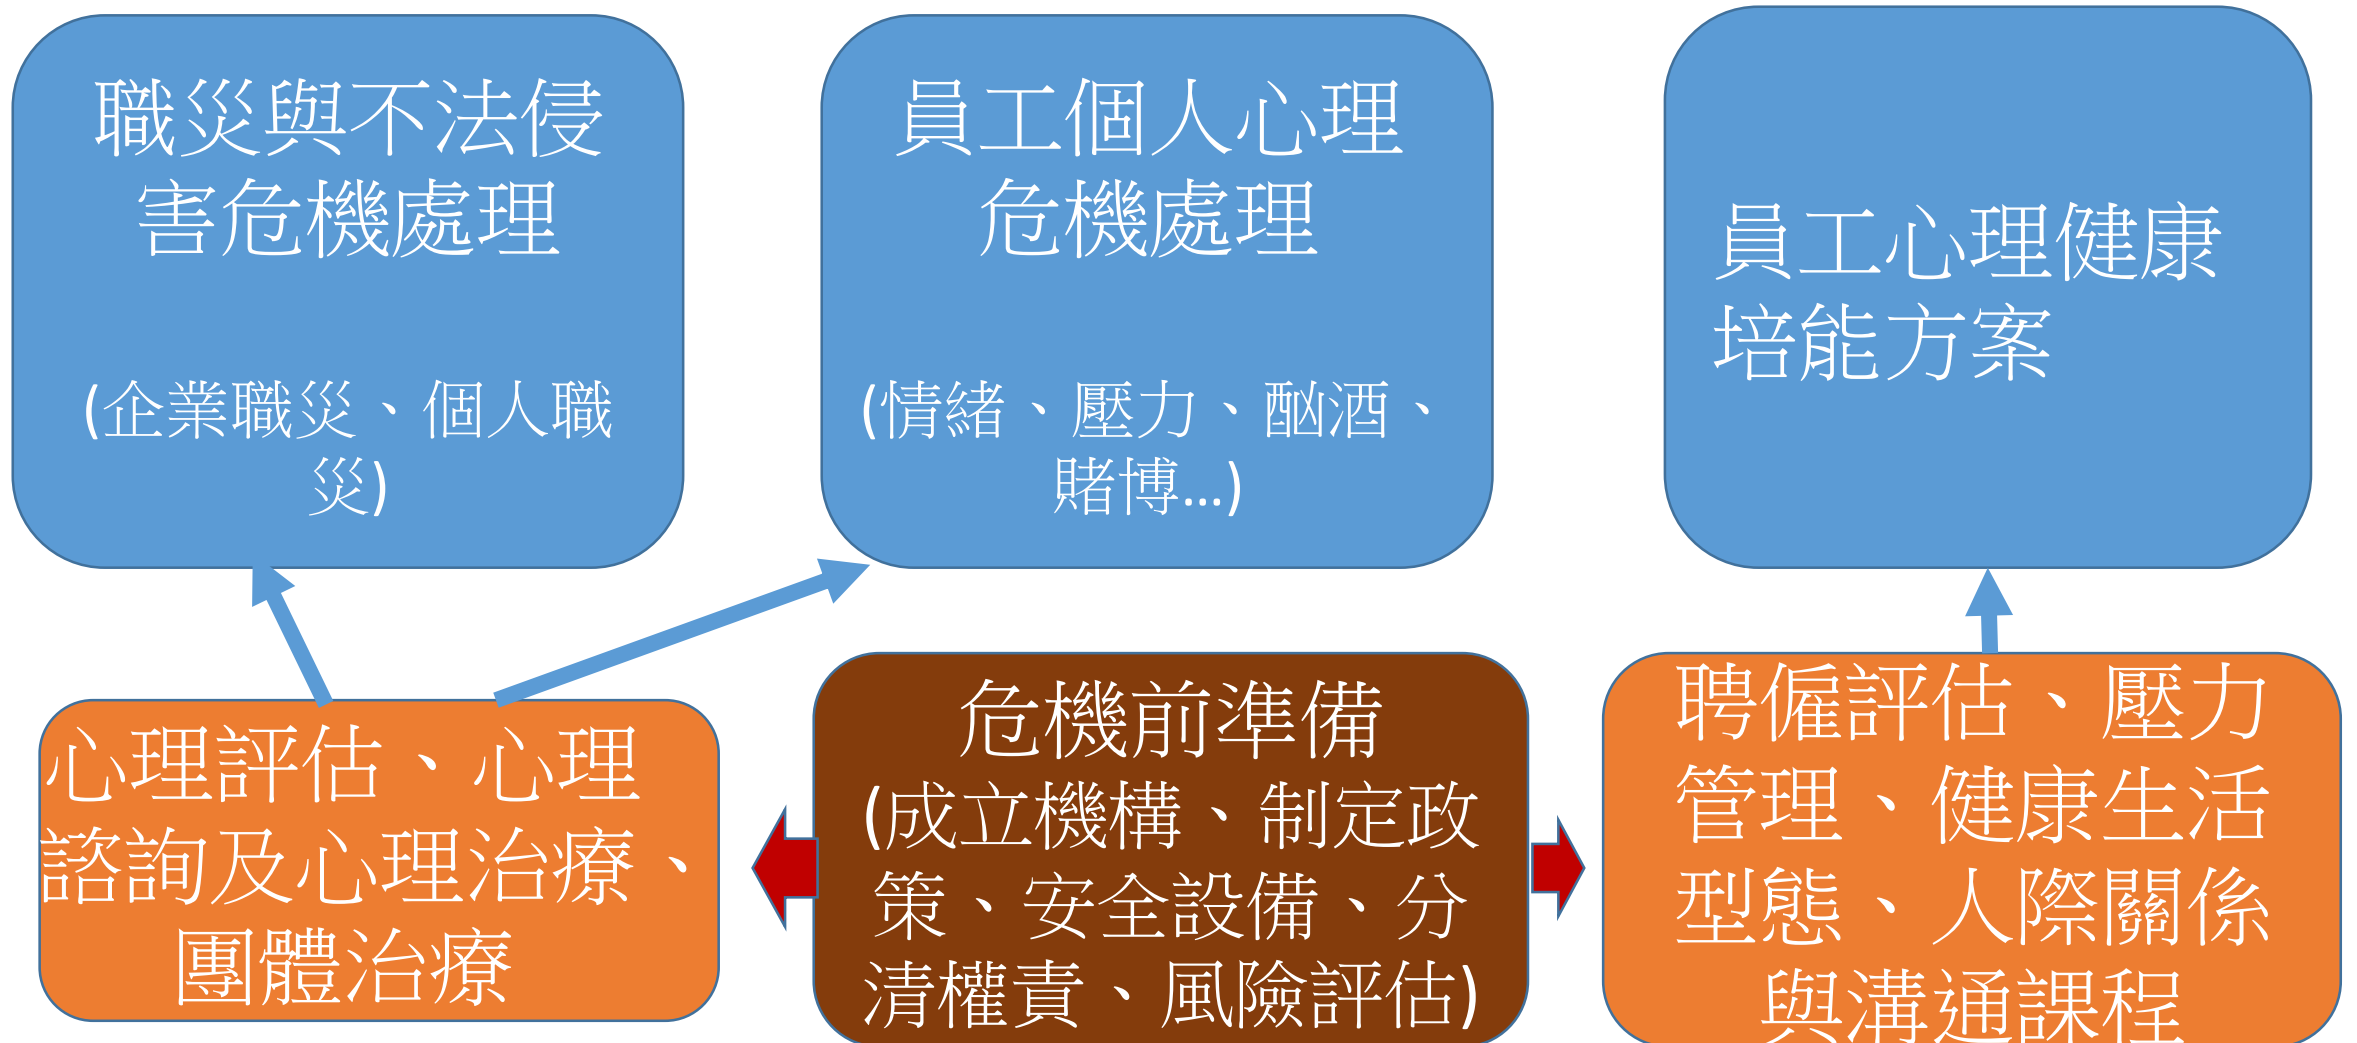 職災與不法侵
害危機處理
(企業職災、個人職
災)
員工個人心理
危機處理
(情緒、壓力、酗酒、
賭博...)
員工心理健康
培能方案
心理評估、心理
諮詢及心理治療、
團體治療
危機前準備
(成立機構、制定政
策、安全設備、分
清權責、風險評估)
聘僱評估、壓力
管理、健康生活
型態、人際關係
與溝通課程